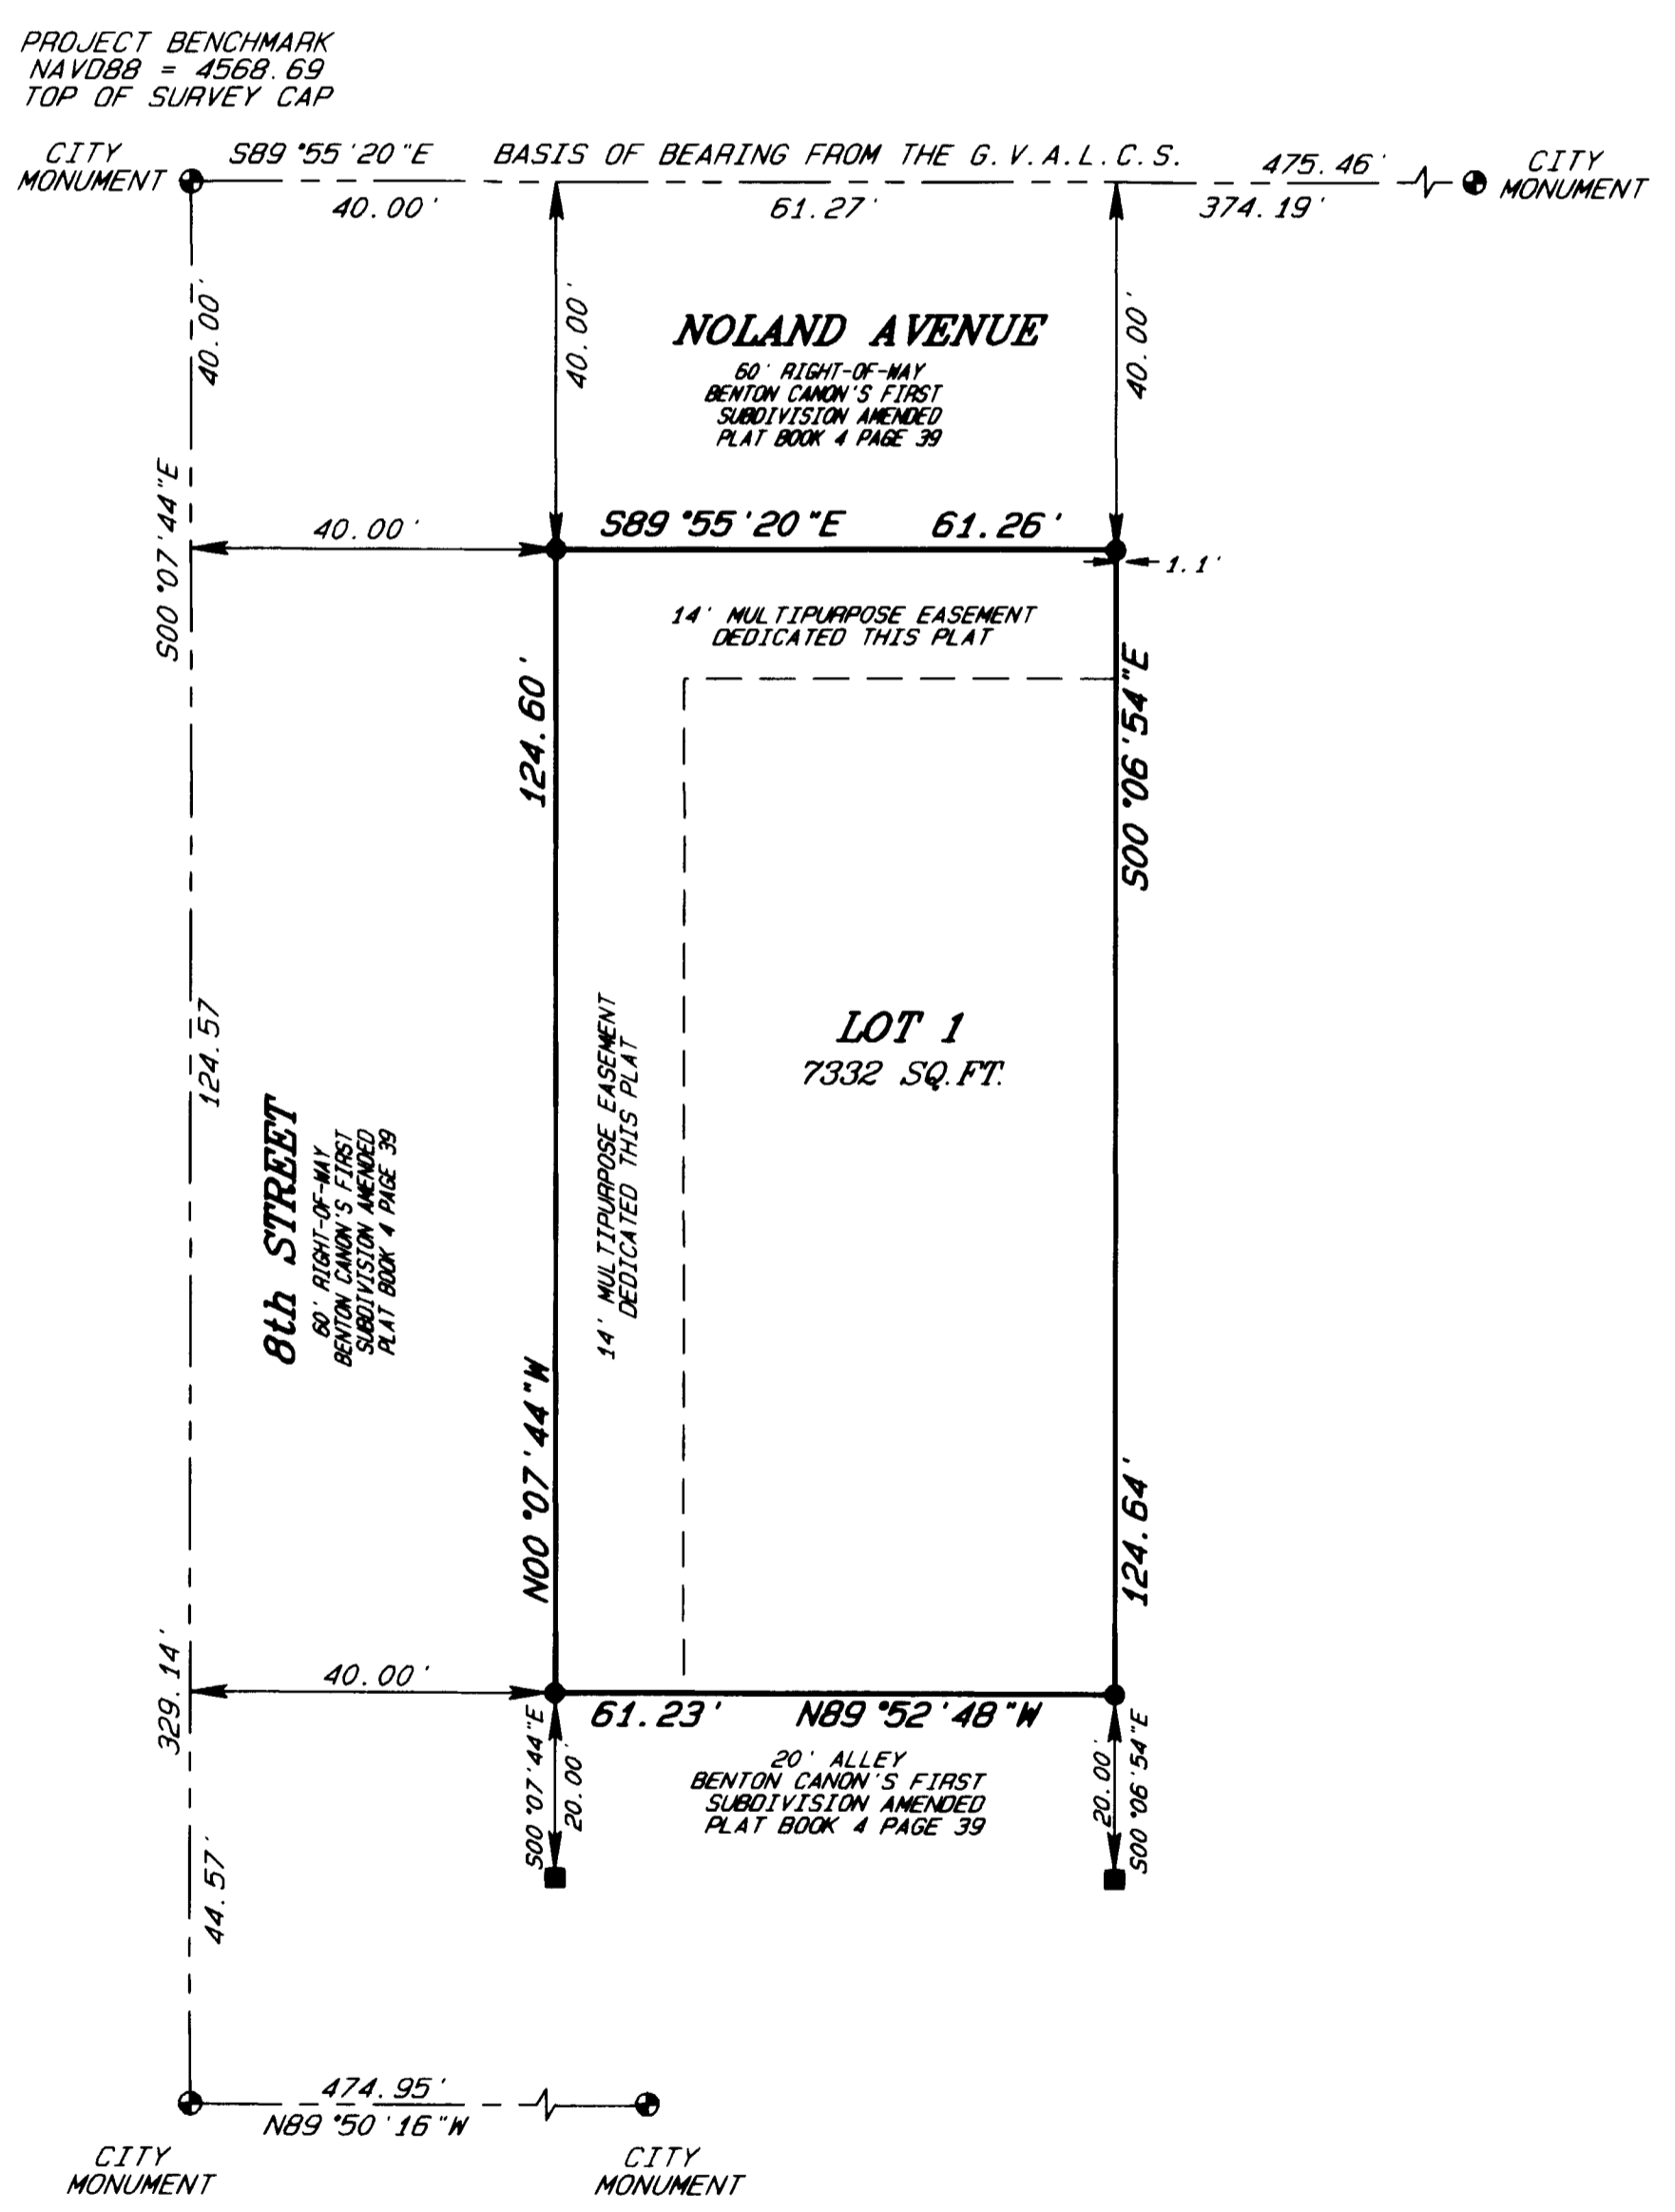 PROJECT BENCHMARK
NAVD88 = 4568.69
TOP OF SURVEY CAP
CITY
MONUMENT
S89°55'20"E
BASIS OF BEARING FROM THE G.V.A.L.C.S.
475.46'
CITY
MONUMENT
40.00'
61.27'
374.19'
40.00'
40.00'
40.00'
NOLAND AVENUE
60' RIGHT-OF-WAY
BENTON CANON'S FIRST
SUBDIVISION AMENDED
PLAT BOOK 4 PAGE 39
S00°07'44"E
40.00'
S89°55'20"E
61.26'
1.1'
14' MULTIPURPOSE EASEMENT
DEDICATED THIS PLAT
124.60'
S00°06'54"E
124.57
LOT 1
7332 SQ.FT.
14' MULTIPURPOSE EASEMENT
DEDICATED THIS PLAT
8th STREET
60' RIGHT-OF-WAY
BENTON CANON'S FIRST
SUBDIVISION AMENDED
PLAT BOOK 4 PAGE 39
N00°07'44"W
124.64'
329.14'
40.00'
61.23'
N89°52'48"W
S00°07'44"E
20.00'
20' ALLEY
BENTON CANON'S FIRST
SUBDIVISION AMENDED
PLAT BOOK 4 PAGE 39
20.00'
S00°06'54"E
44.57'
474.95'
N89°50'16"W
CITY
MONUMENT
CITY
MONUMENT